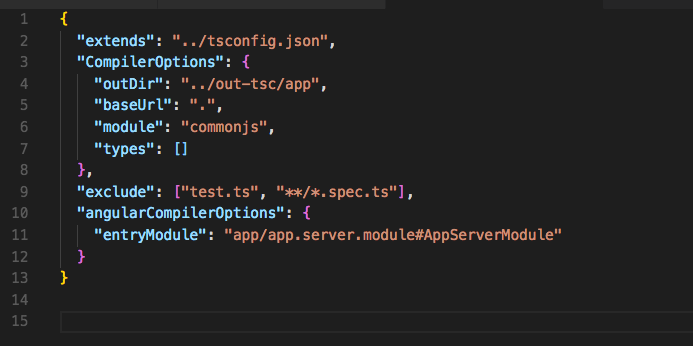 1 {
2   "extends": "../tsconfig.json",
3   "CompilerOptions": {
4     "outDir": "../out-tsc/app",
5     "baseUrl": ".",
6     "module": "commonjs",
7     "types": []
8   },
9   "exclude": ["test.ts", "**/*.spec.ts"],
10   "angularCompilerOptions": {
11     "entryModule": "app/app.server.module#AppServerModule"
12   }
13 }
14
15